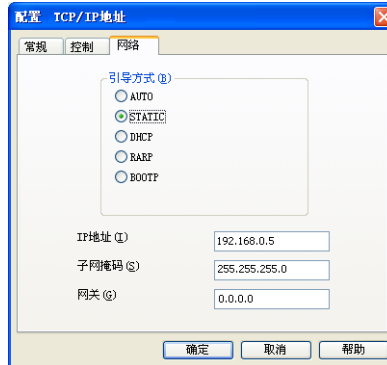 配置 TCP/IP地址
常规 控制 网络
引导方式(B)
AUTO
STATIC
DHCP
RARP
BOOTP
IP地址(I) 192.168.0.5
子网掩码(S) 255.255.255.0
网关(G) 0.0.0.0
确定 取消 帮助